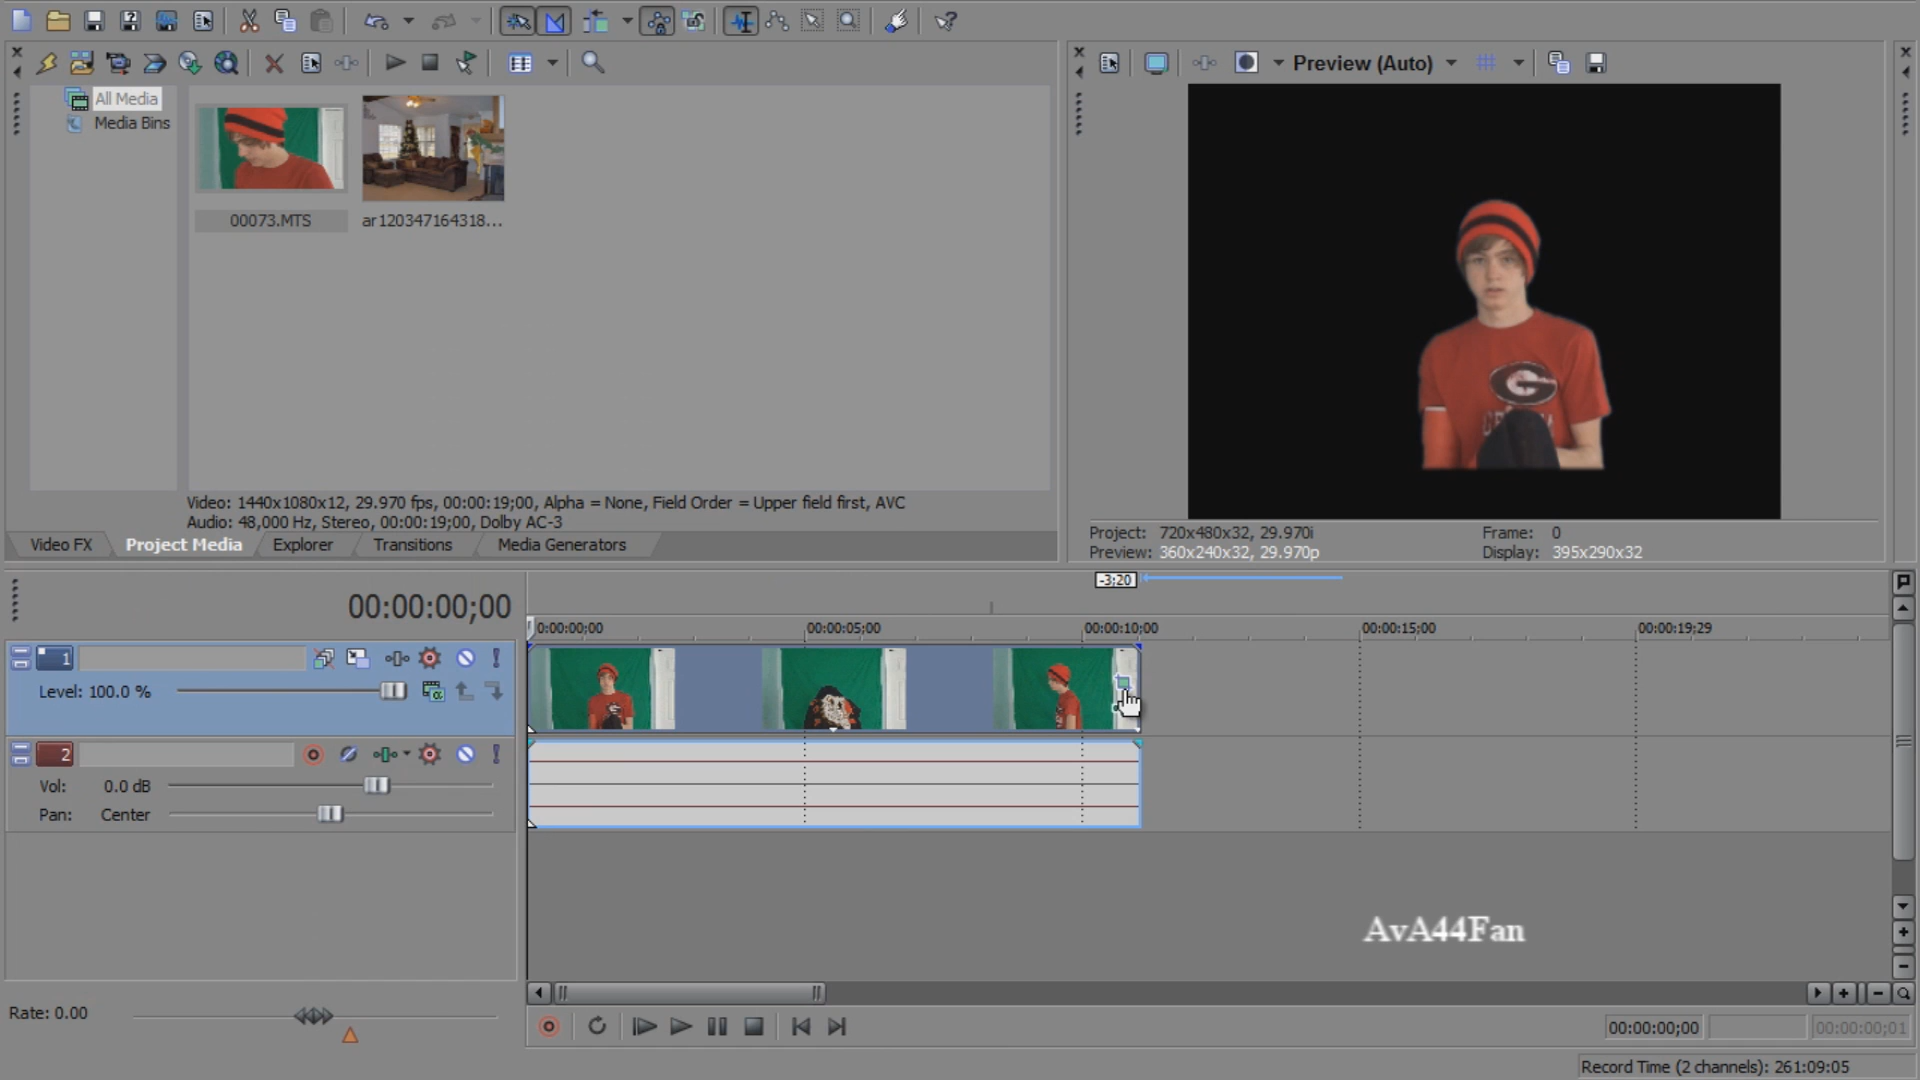 Preview (Auto)
All Media
Media Bins
00073.MTS
ar120347164318...
Video: 1440x1080x12, 29.970 fps, 00:00:19;00, Alpha = None, Field Order = Upper field first, AVC
Audio: 48,000 Hz, Stereo, 00:00:19;00, Dolby AC-3
Video FX
Project Media
Explorer
Transitions
Media Generators
G
Project: 720x480x32, 29.970i
Frame: 0
Preview: 360x240x32, 29.970p
Display: 395x290x32
-3;20
00:00:00;00
0:00:00;00
00:00:05;00
00:00:10;00
00:00:15;00
00:00:19;29
1
Level: 100.0 %
2
Vol: 0.0 dB
Pan: Center
AvA44Fan
Rate: 0.00
00:00:00;00
00:00:00;01
Record Time (2 channels): 261:09:05